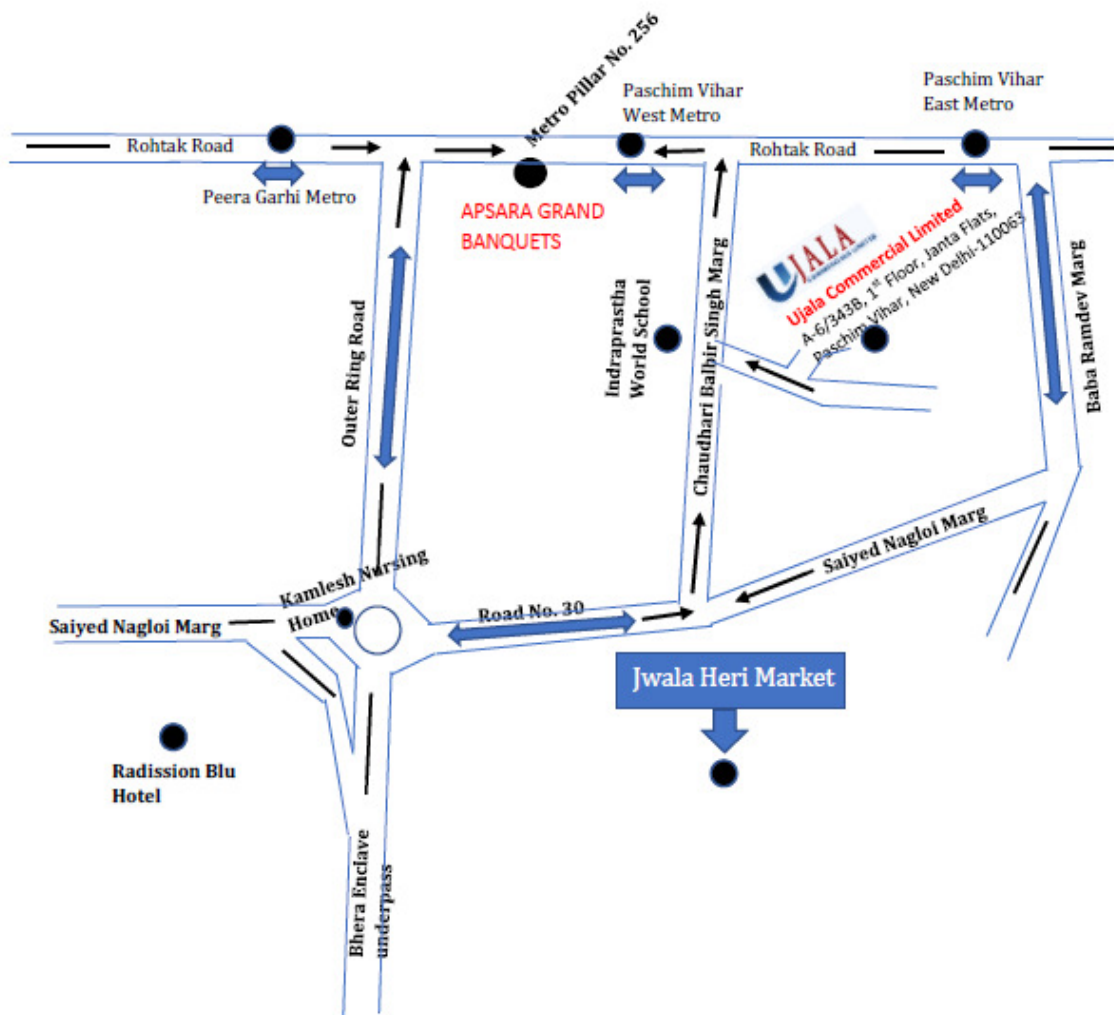 Metro Pillar No. 256
Paschim Vihar
West Metro
Paschim Vihar
East Metro
Rohtak Road
Rohtak Road
Peera Garhi Metro
APSARA GRAND
BANQUETS
UJALA
COMMERCIAL LIMITED
Ujala Commercial Limited
A-6/343B, 1st Floor, Janta Flats,
Paschim Vihar, New Delhi-110063
Outer Ring Road
Indraprastha
World School
Chaudhari Balbir Singh Marg
Baba Ramdev Marg
Kamlesh Nursing
Home
Saiyed Nagloi Marg
Road No. 30
Saiyed Nagloi Marg
Jwala Heri Market
Radission Blu
Hotel
Bhera Enclave
underpass